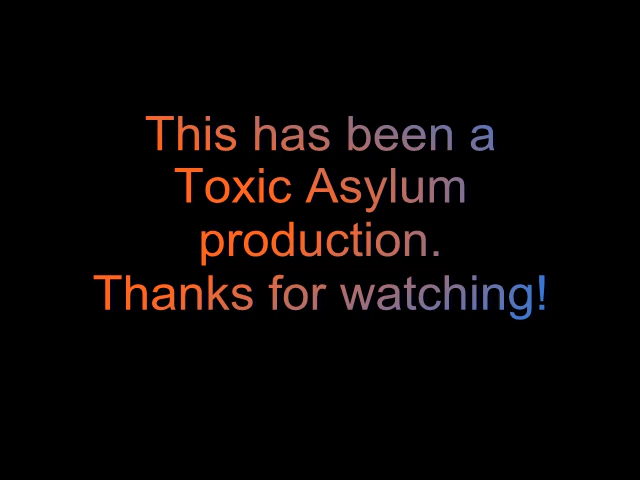 This has been a
Toxic Asylum
production.
Thanks for watching!